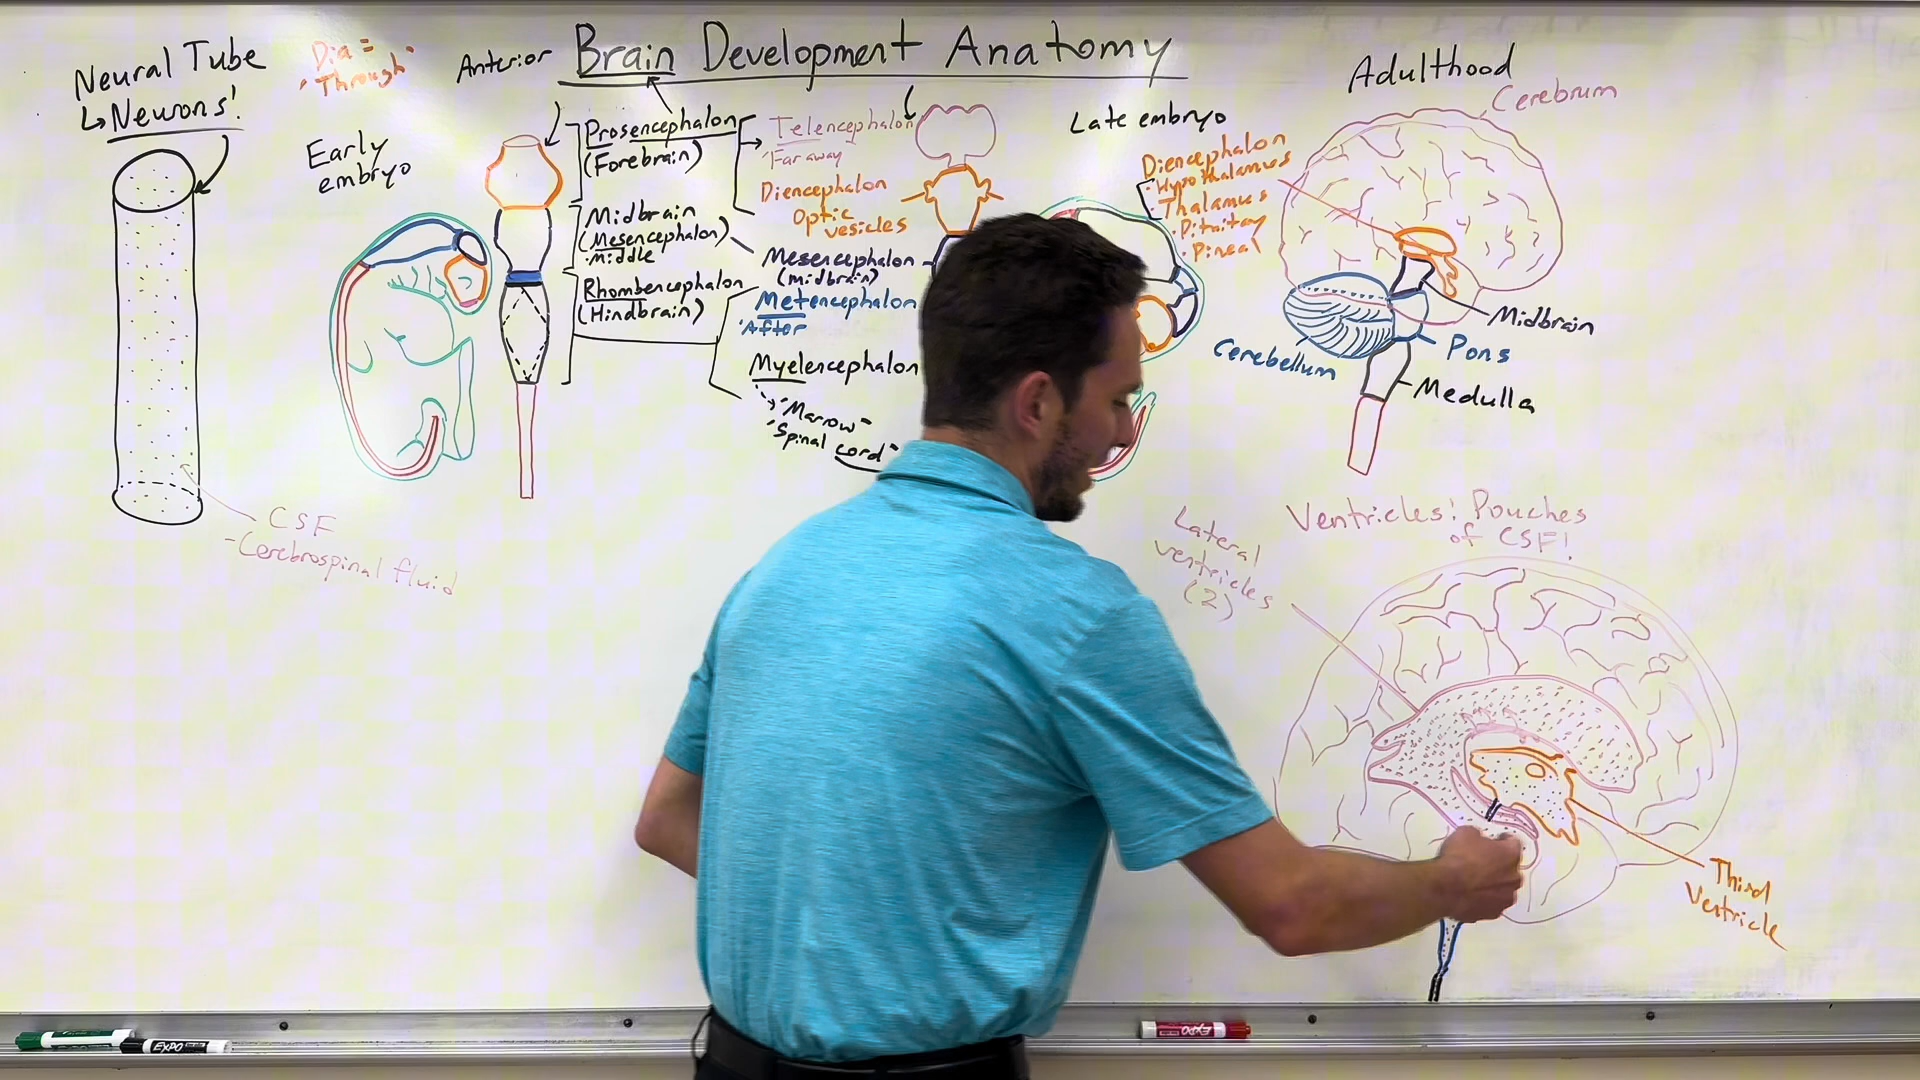 Brain Development Anatomy
Neural Tube
↳ Neurons!
Dia =
"Through"
Anterior
Early
embryo
CSF
-Cerebrospinal fluid
Prosencephalon
(Forebrain)
Midbrain
(Mesencephalon)
·Middle
Rhombencephalon
(Hindbrain)
Telencephalon
"Far away
Diencephalon
Optic
vesicles
Mesencephalon
(midbrain)
Metencephalon
"After
Myelencephalon
"Marrow"
"Spinal cord"
Late embryo
Diencephalon
·Hypothalamus
·Thalamus
·Pituitary
·Pineal
Adulthood
Cerebrum
Midbrain
Pons
Cerebellum
Medulla
Ventricles: Pouches
of CSF!
Lateral
ventricles
(2)
Third
Ventricle
EXPO
EXPO